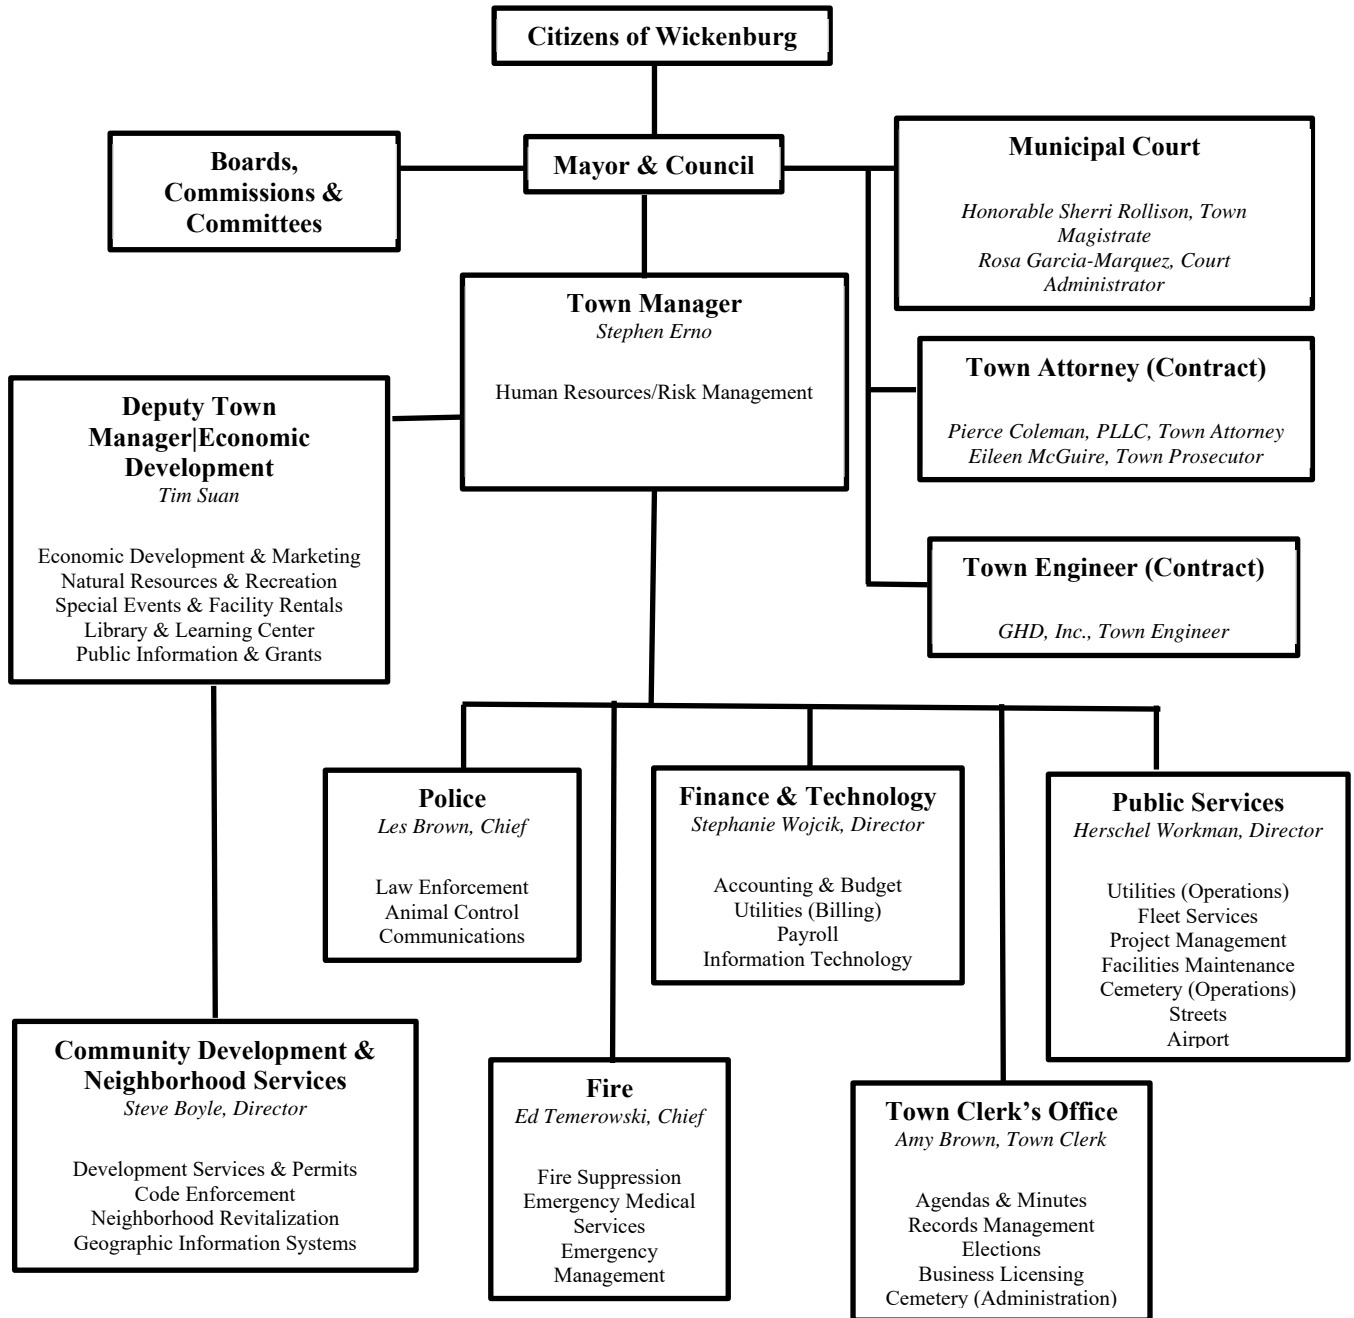 Citizens of Wickenburg
Boards,
Commissions &
Committees
Mayor & Council
Municipal Court
Honorable Sherri Rollison, Town
Magistrate
Rosa Garcia-Marquez, Court
Administrator
Town Manager
Stephen Erno
Human Resources/Risk Management
Town Attorney (Contract)
Pierce Coleman, PLLC, Town Attorney
Eileen McGuire, Town Prosecutor
Deputy Town
Manager|Economic
Development
Tim Suan
Economic Development & Marketing
Natural Resources & Recreation
Special Events & Facility Rentals
Library & Learning Center
Public Information & Grants
Town Engineer (Contract)
GHD, Inc., Town Engineer
Police
Les Brown, Chief
Law Enforcement
Animal Control
Communications
Finance & Technology
Stephanie Wojcik, Director
Accounting & Budget
Utilities (Billing)
Payroll
Information Technology
Public Services
Herschel Workman, Director
Utilities (Operations)
Fleet Services
Project Management
Facilities Maintenance
Cemetery (Operations)
Streets
Airport
Community Development &
Neighborhood Services
Steve Boyle, Director
Development Services & Permits
Code Enforcement
Neighborhood Revitalization
Geographic Information Systems
Fire
Ed Temerowski, Chief
Fire Suppression
Emergency Medical
Services
Emergency
Management
Town Clerk’s Office
Amy Brown, Town Clerk
Agendas & Minutes
Records Management
Elections
Business Licensing
Cemetery (Administration)